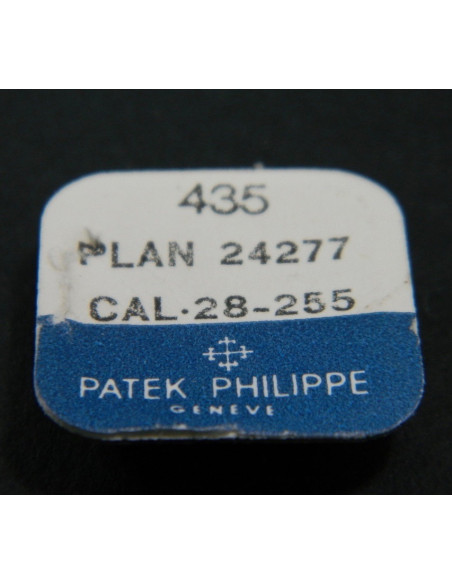 435
PLAN 24277
CAL·28-255
PATEK PHILIPPE
GENEVE